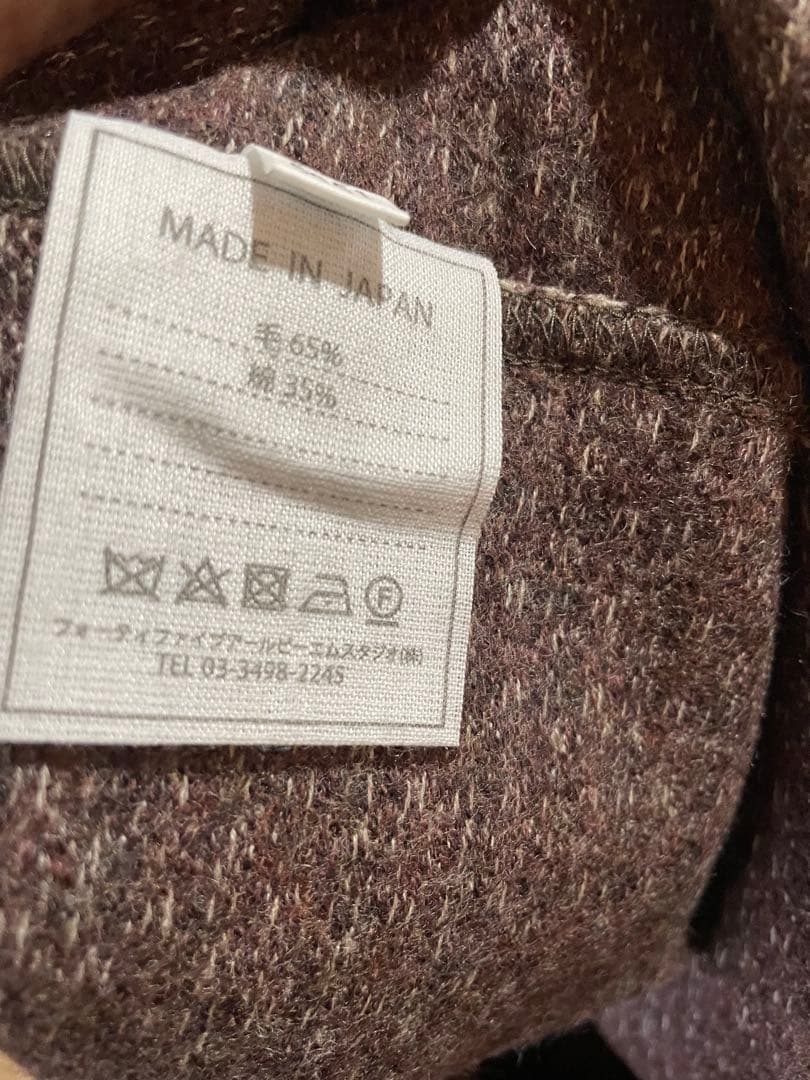 MADE IN JAPAN
毛 65%
綿 35%
F
フォーティファイブアールピーエムスタジオ(株)
TEL 03-3498-2245